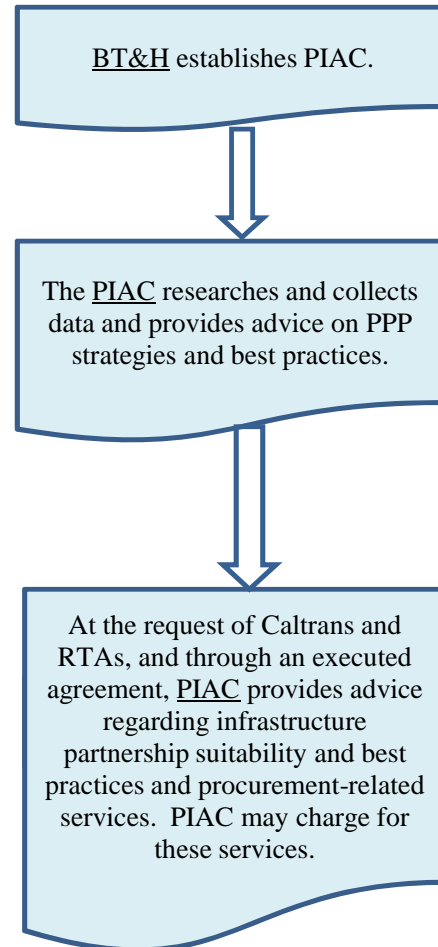 BT&H establishes PIAC.
The PIAC researches and collects
data and provides advice on PPP
strategies and best practices.
At the request of Caltrans and
RTAs, and through an executed
agreement, PIAC provides advice
regarding infrastructure
partnership suitability and best
practices and procurement-related
services.  PIAC may charge for
these services.